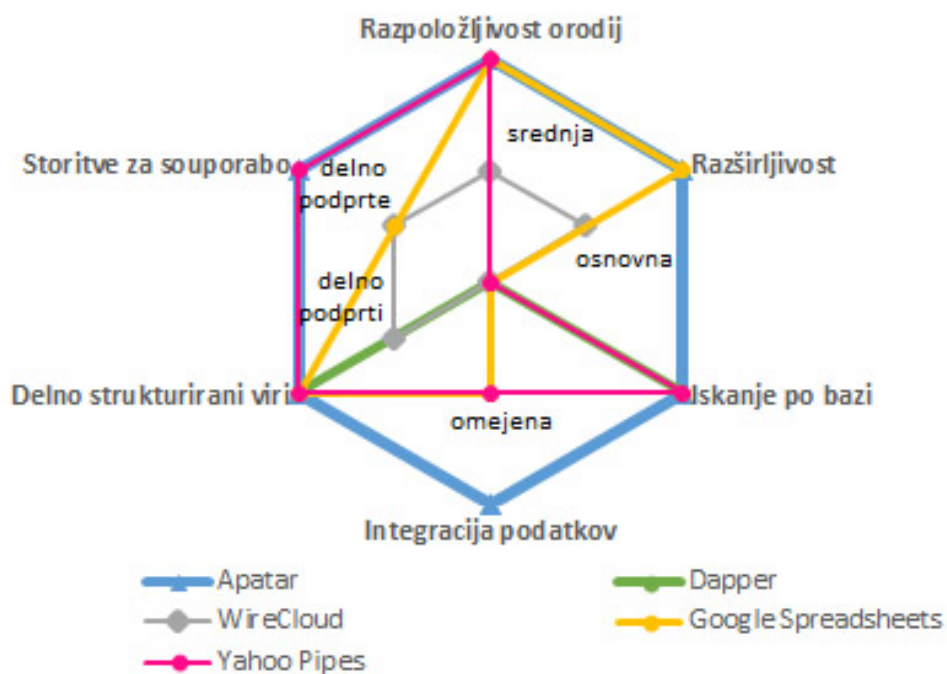 Razpoložljivost orodij
srednja
Storitve za souporabo
delno
podprte
Razširljivost
osnovna
delno
podprti
Delno strukturirani viri
Iskanje po bazi
omejena
Integracija podatkov
Apatar
Dapper
WireCloud
Google Spreadsheets
Yahoo Pipes